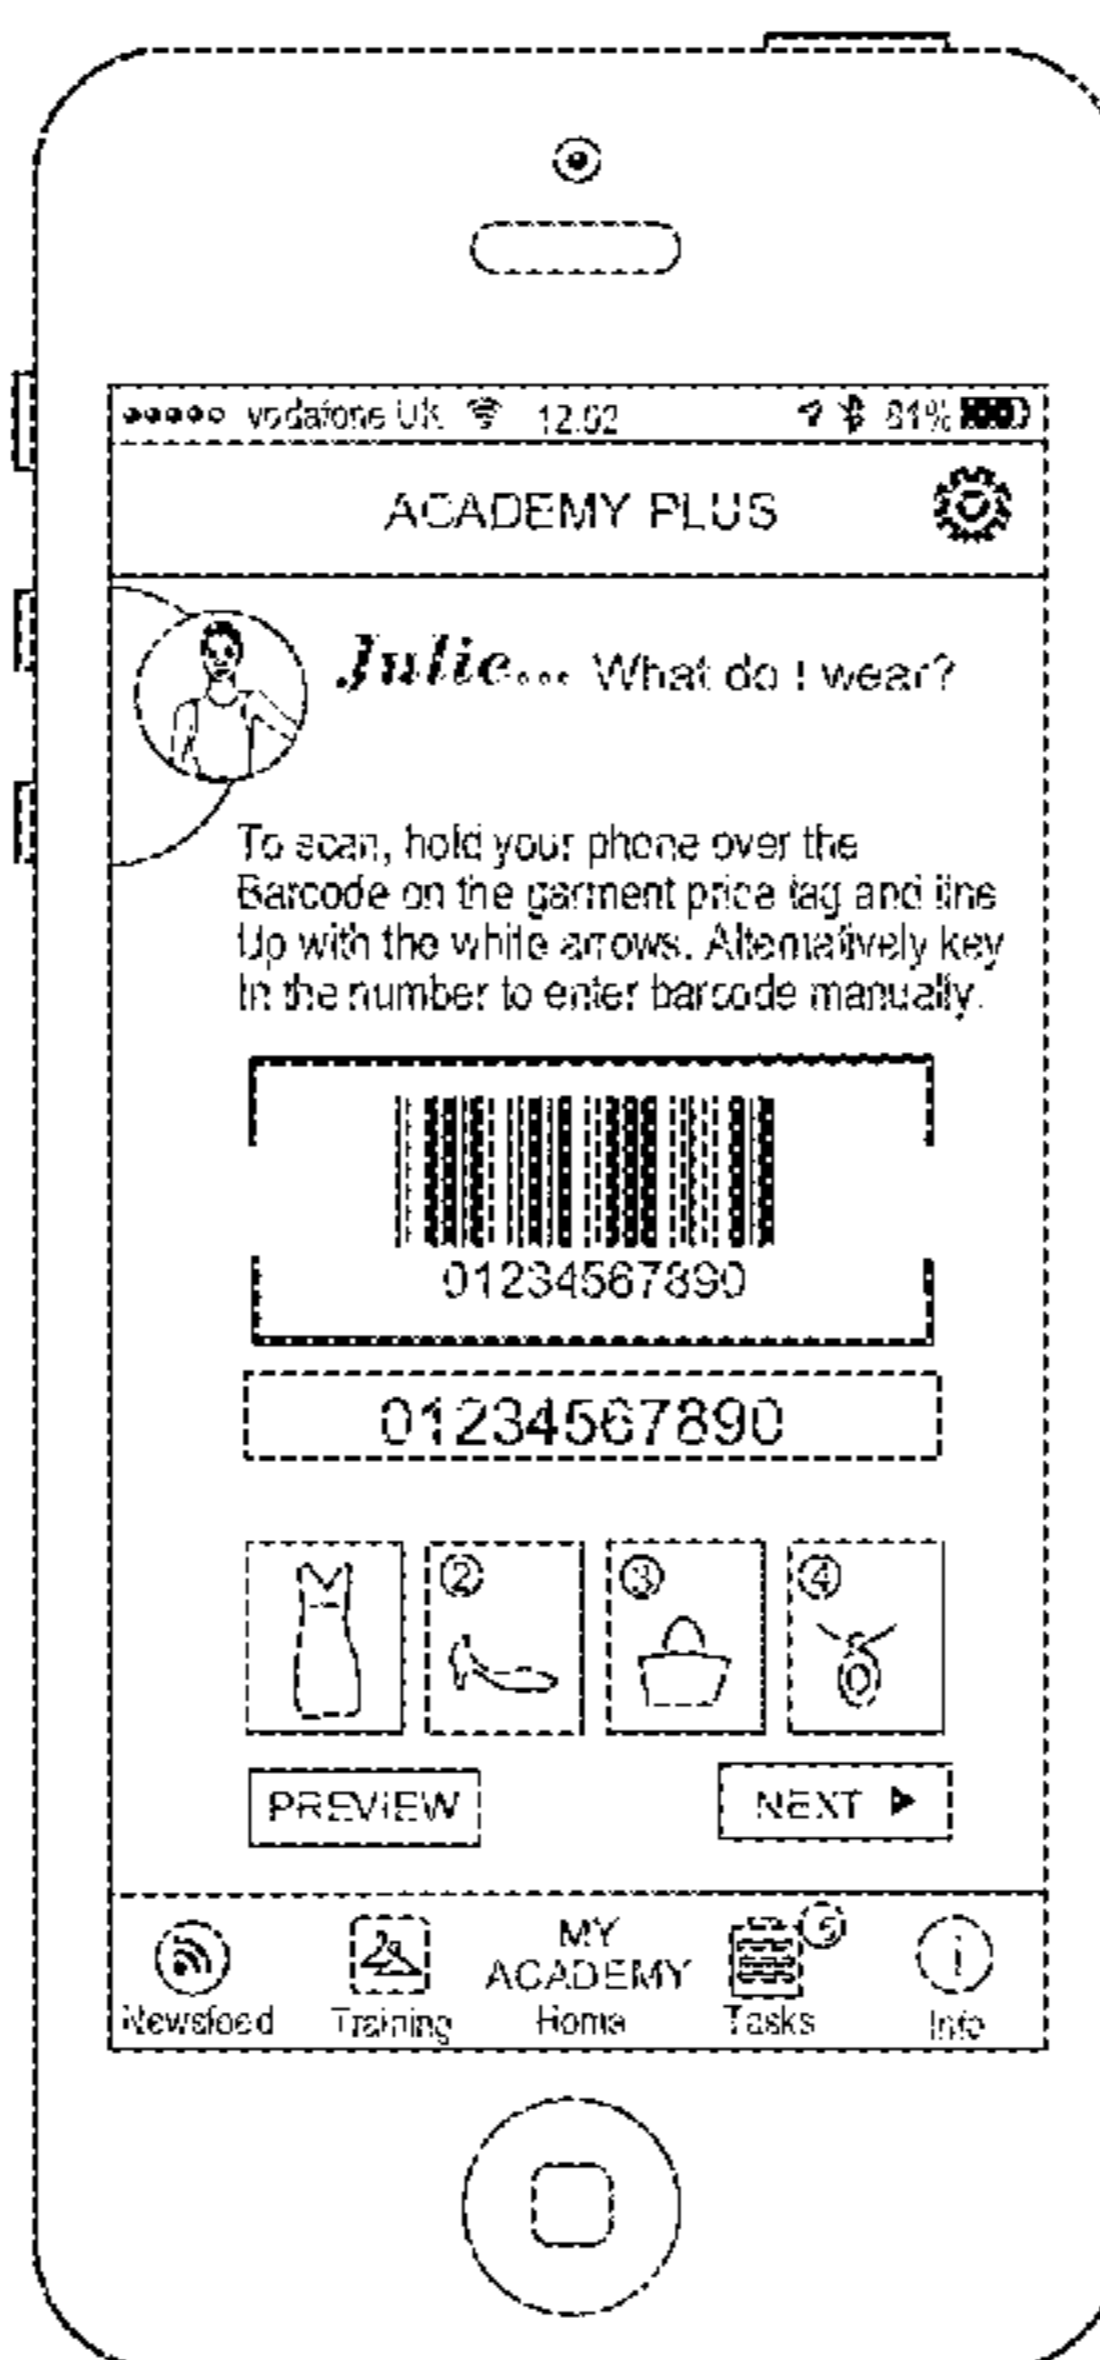 vodafone UK 12.02 81%
ACADEMY PLUS
Julie... What do I wear?
To scan, hold your phone over the
Barcode on the garment price tag and line
Up with the white arrows. Alternatively key
In the number to enter barcode manually.
01234567890
01234567890
2 3 4
PREVIEW NEXT
MY
ACADEMY
Newsfeed Training Home Tasks Info